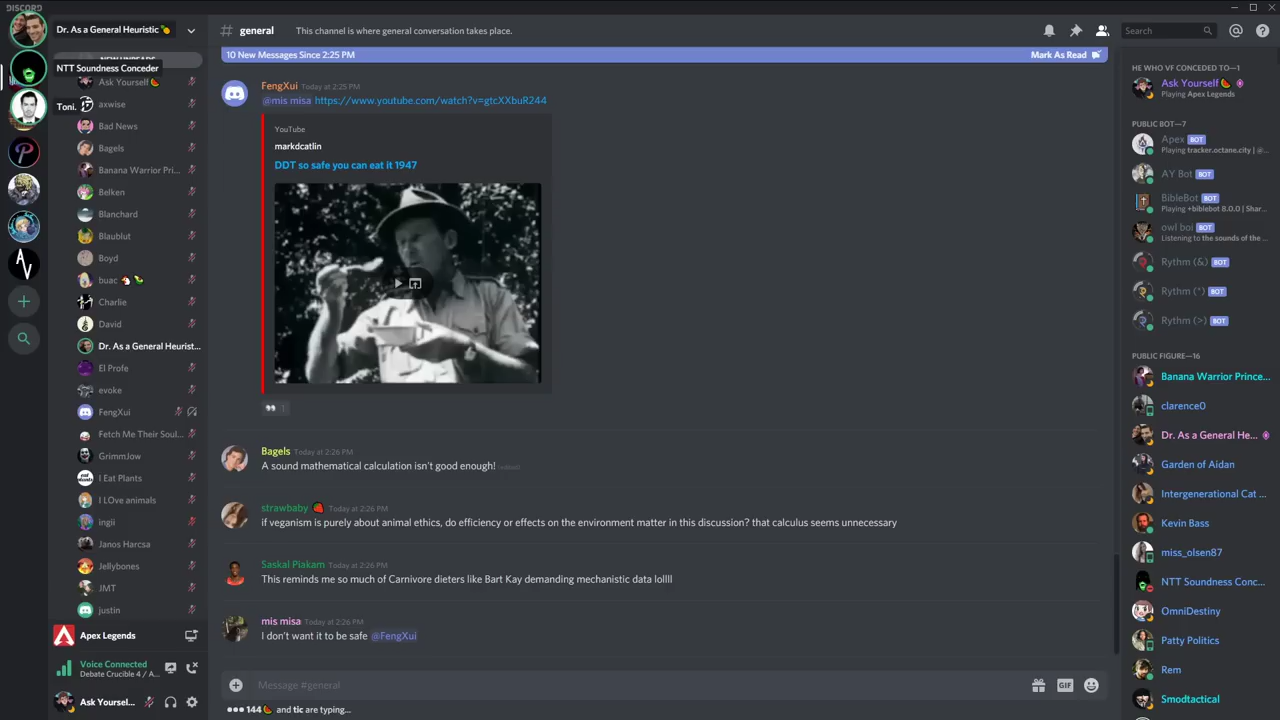 DISCORD
Dr. As a General Heuristic
# general
This channel is where general conversation takes place.
Search
NEW UNREADS
NTT Soundness Conceder
Ask Yourself
Toni.
axwise
Bad News
Bagels
Banana Warrior Pri...
Belken
Blanchard
Blaublut
Boyd
buac
Charlie
David
Dr. As a General Heurist...
El Profe
evoke
FengXui
Fetch Me Their Soul...
GrimmJow
I Eat Plants
I LOve animals
ingii
Janos Harcsa
Jellybones
JMT
justin
Apex Legends
Voice Connected
Debate Crucible 4 / A...
Ask Yoursel...
10 New Messages Since 2:25 PM
Mark As Read
FengXui Today at 2:25 PM
@mis misa https://www.youtube.com/watch?v=gtcXXbuR244
YouTube
markdcatlin
DDT so safe you can eat it 1947
1
Bagels Today at 2:26 PM
A sound mathematical calculation isn't good enough! (edited)
strawbaby Today at 2:26 PM
if veganism is purely about animal ethics, do efficiency or effects on the environment matter in this discussion? that calculus seems unnecessary
Saskal Piakam Today at 2:26 PM
This reminds me so much of Carnivore dieters like Bart Kay demanding mechanistic data lollll
mis misa Today at 2:26 PM
I don't want it to be safe @FengXui
Message #general
GIF
144 and tic are typing...
HE WHO VF CONCEDED TO—1
Ask Yourself
Playing Apex Legends
PUBLIC BOT—7
Apex BOT
Playing tracker.octane.city | @...
AY Bot BOT
BibleBot BOT
Playing +biblebot 8.0.0 | Shar...
owl boi BOT
Listening to the sounds of the ...
Rythm (&) BOT
Rythm (*) BOT
Rythm (>) BOT
PUBLIC FIGURE—16
Banana Warrior Prince...
clarence0
Dr. As a General He...
Garden of Aidan
Intergenerational Cat ...
Kevin Bass
miss_olsen87
NTT Soundness Conc...
OmniDestiny
Patty Politics
Rem
Smodtactical